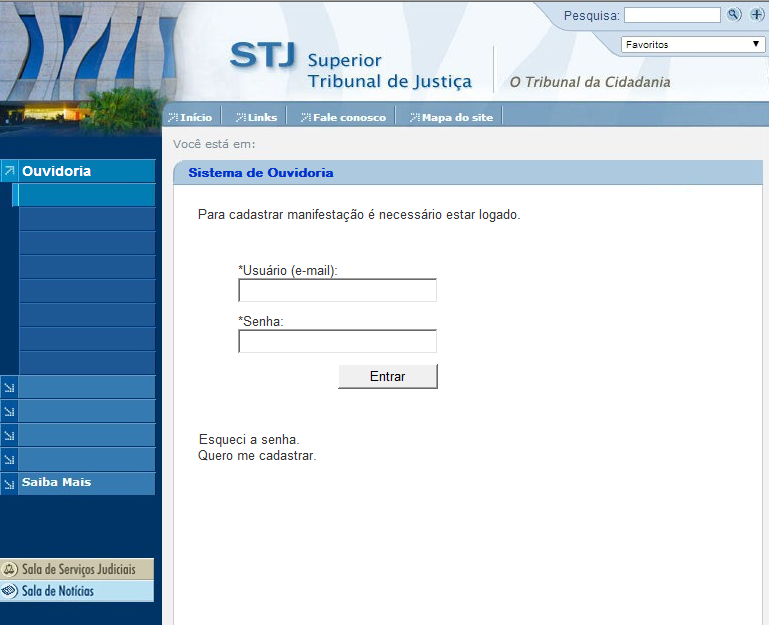 Pesquisa:
Favoritos
STJ Superior
Tribunal de Justiça
O Tribunal da Cidadania
Início Links Fale conosco Mapa do site
Você está em:
Ouvidoria
Sistema de Ouvidoria
Para cadastrar manifestação é necessário estar logado.
*Usuário (e-mail):
*Senha:
Entrar
Esqueci a senha.
Quero me cadastrar.
Saiba Mais
Sala de Serviços Judiciais
Sala de Notícias